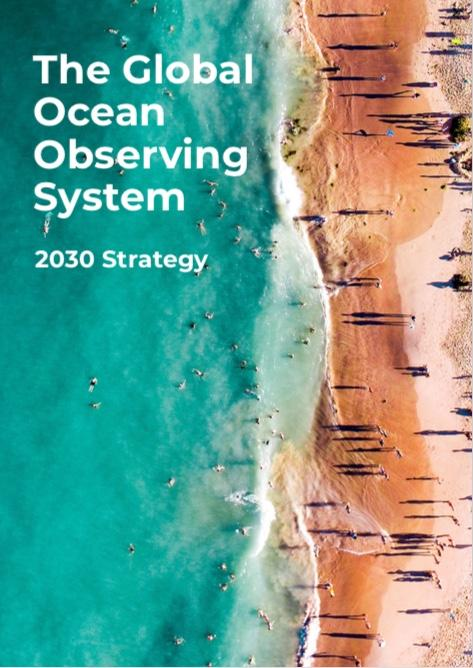 The Global
Ocean
Observing
System
2030 Strategy